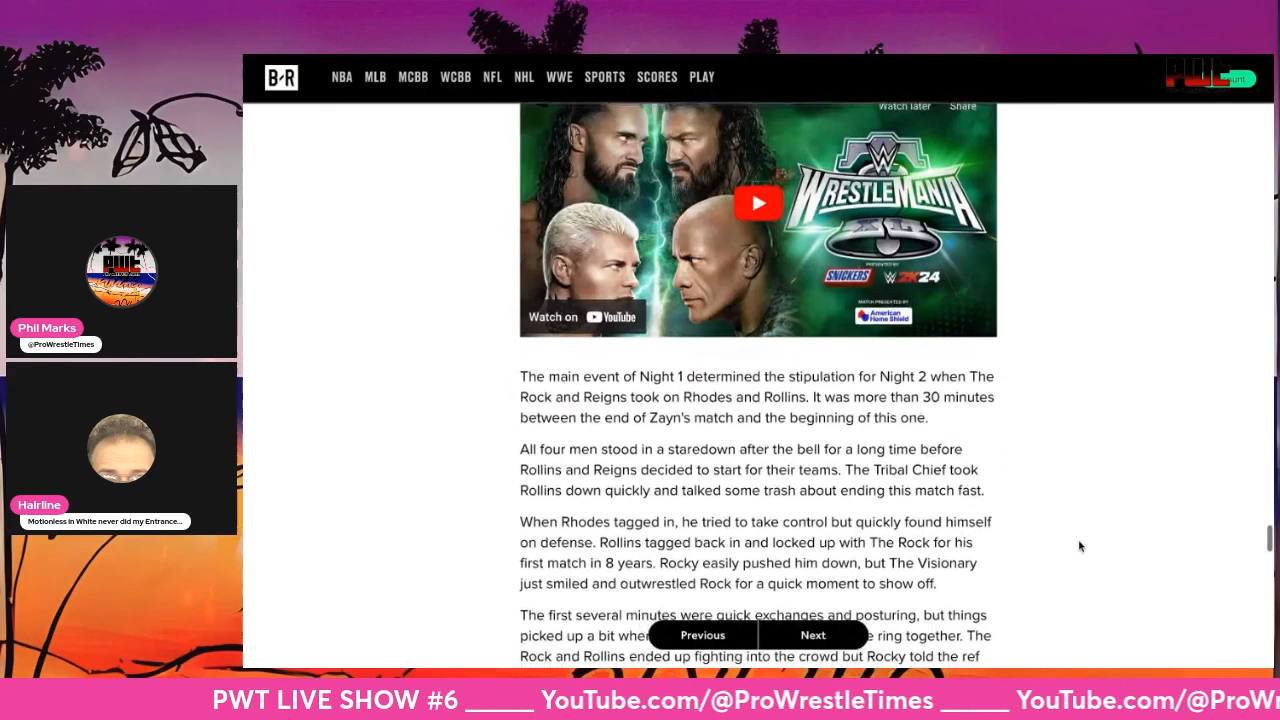 B R
NBA MLB MCBB WCBB NFL NHL WWE SPORTS SCORES PLAY
PWT
Watch later Share
W
WRESTLEMANIA
XL
PRESENTED BY
SNICKERS W 2K24
MATCH PRESENTED BY
American
Home Shield
Watch on YouTube
PWT
Phil Marks
@ProWrestleTimes
Hairline
Motionless in White never did my Entrance...
The main event of Night 1 determined the stipulation for Night 2 when The
Rock and Reigns took on Rhodes and Rollins. It was more than 30 minutes
between the end of Zayn's match and the beginning of this one.
All four men stood in a staredown after the bell for a long time before
Rollins and Reigns decided to start for their teams. The Tribal Chief took
Rollins down quickly and talked some trash about ending this match fast.
When Rhodes tagged in, he tried to take control but quickly found himself
on defense. Rollins tagged back in and locked up with The Rock for his
first match in 8 years. Rocky easily pushed him down, but The Visionary
just smiled and outwrestled Rock for a quick moment to show off.
The first several minutes were quick exchanges and posturing, but things
picked up a bit when ring together. The
Rock and Rollins ended up fighting into the crowd but Rocky told the ref
Previous Next
PWT LIVE SHOW #6 _____ YouTube.com/@ProWrestleTimes _____ YouTube.com/@ProWr